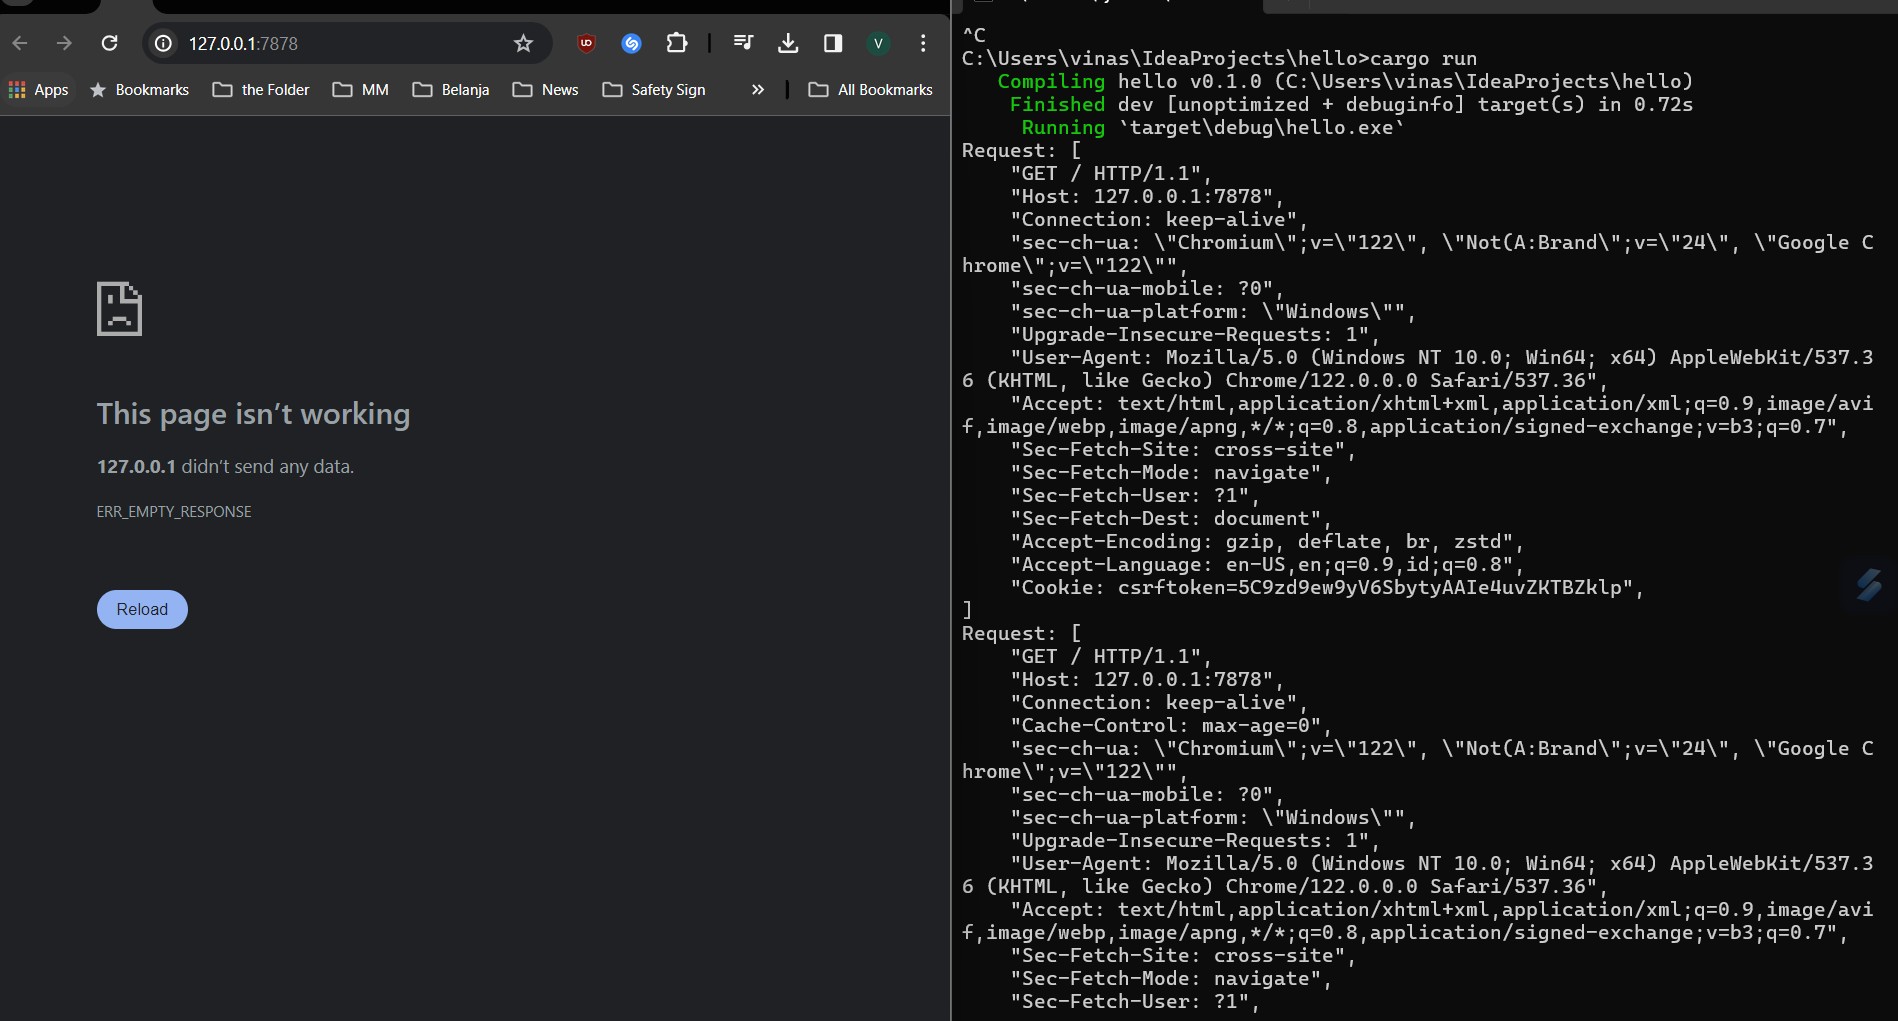 127.0.0.1:7878
V
Apps
Bookmarks
the Folder
MM
Belanja
News
Safety Sign
»
All Bookmarks
This page isn’t working
127.0.0.1 didn’t send any data.
ERR_EMPTY_RESPONSE
Reload
^C
C:\Users\vinas\IdeaProjects\hello>cargo run
Compiling hello v0.1.0 (C:\Users\vinas\IdeaProjects\hello)
Finished dev [unoptimized + debuginfo] target(s) in 0.72s
Running `target\debug\hello.exe`
Request: [
"GET / HTTP/1.1",
"Host: 127.0.0.1:7878",
"Connection: keep-alive",
"sec-ch-ua: \"Chromium\";v=\"122\", \"Not(A:Brand\";v=\"24\", \"Google C
hrome\";v=\"122\"",
"sec-ch-ua-mobile: ?0",
"sec-ch-ua-platform: \"Windows\"",
"Upgrade-Insecure-Requests: 1",
"User-Agent: Mozilla/5.0 (Windows NT 10.0; Win64; x64) AppleWebKit/537.3
6 (KHTML, like Gecko) Chrome/122.0.0.0 Safari/537.36",
"Accept: text/html,application/xhtml+xml,application/xml;q=0.9,image/avi
f,image/webp,image/apng,*/*;q=0.8,application/signed-exchange;v=b3;q=0.7",
"Sec-Fetch-Site: cross-site",
"Sec-Fetch-Mode: navigate",
"Sec-Fetch-User: ?1",
"Sec-Fetch-Dest: document",
"Accept-Encoding: gzip, deflate, br, zstd",
"Accept-Language: en-US,en;q=0.9,id;q=0.8",
"Cookie: csrftoken=5C9zd9ew9yV6SbytyAAIe4uvZKTBZklp",
]
Request: [
"GET / HTTP/1.1",
"Host: 127.0.0.1:7878",
"Connection: keep-alive",
"Cache-Control: max-age=0",
"sec-ch-ua: \"Chromium\";v=\"122\", \"Not(A:Brand\";v=\"24\", \"Google C
hrome\";v=\"122\"",
"sec-ch-ua-mobile: ?0",
"sec-ch-ua-platform: \"Windows\"",
"Upgrade-Insecure-Requests: 1",
"User-Agent: Mozilla/5.0 (Windows NT 10.0; Win64; x64) AppleWebKit/537.3
6 (KHTML, like Gecko) Chrome/122.0.0.0 Safari/537.36",
"Accept: text/html,application/xhtml+xml,application/xml;q=0.9,image/avi
f,image/webp,image/apng,*/*;q=0.8,application/signed-exchange;v=b3;q=0.7",
"Sec-Fetch-Site: cross-site",
"Sec-Fetch-Mode: navigate",
"Sec-Fetch-User: ?1",